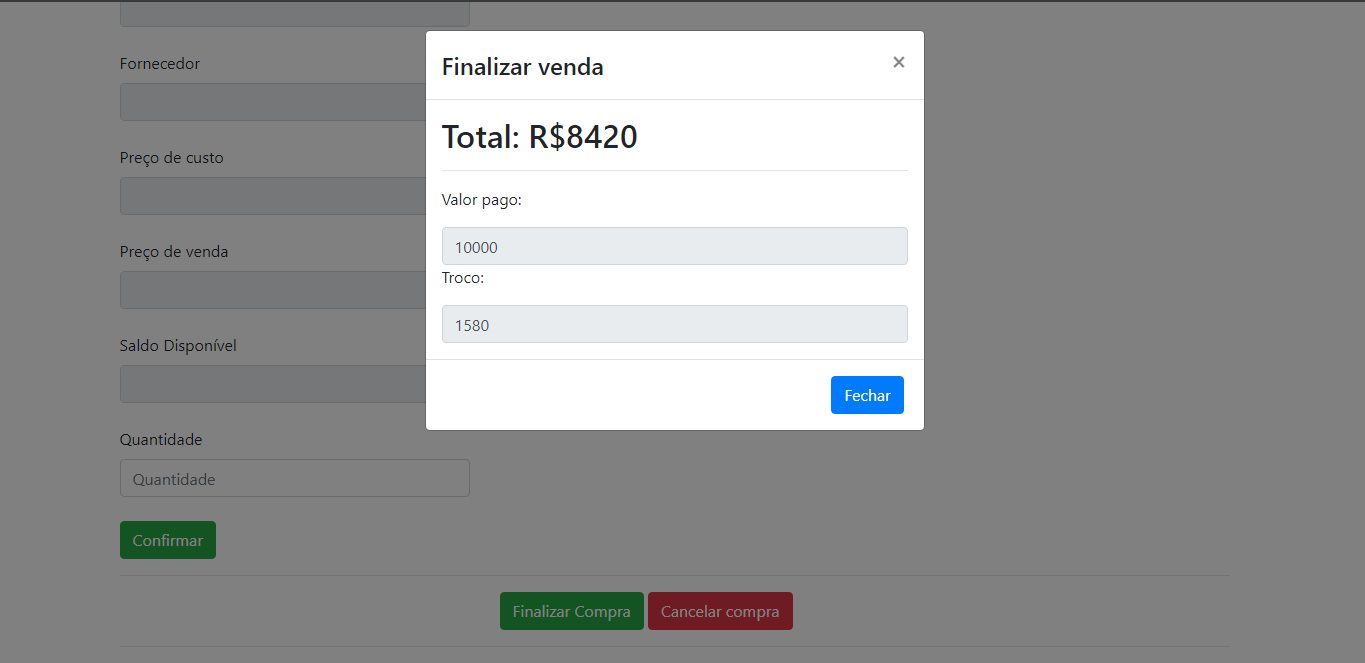 Finalizar venda
×
Total: R$8420
Valor pago:
10000
Troco:
1580
Fechar
Fornecedor
Preço de custo
Preço de venda
Saldo Disponível
Quantidade
Quantidade
Confirmar
Finalizar Compra
Cancelar compra